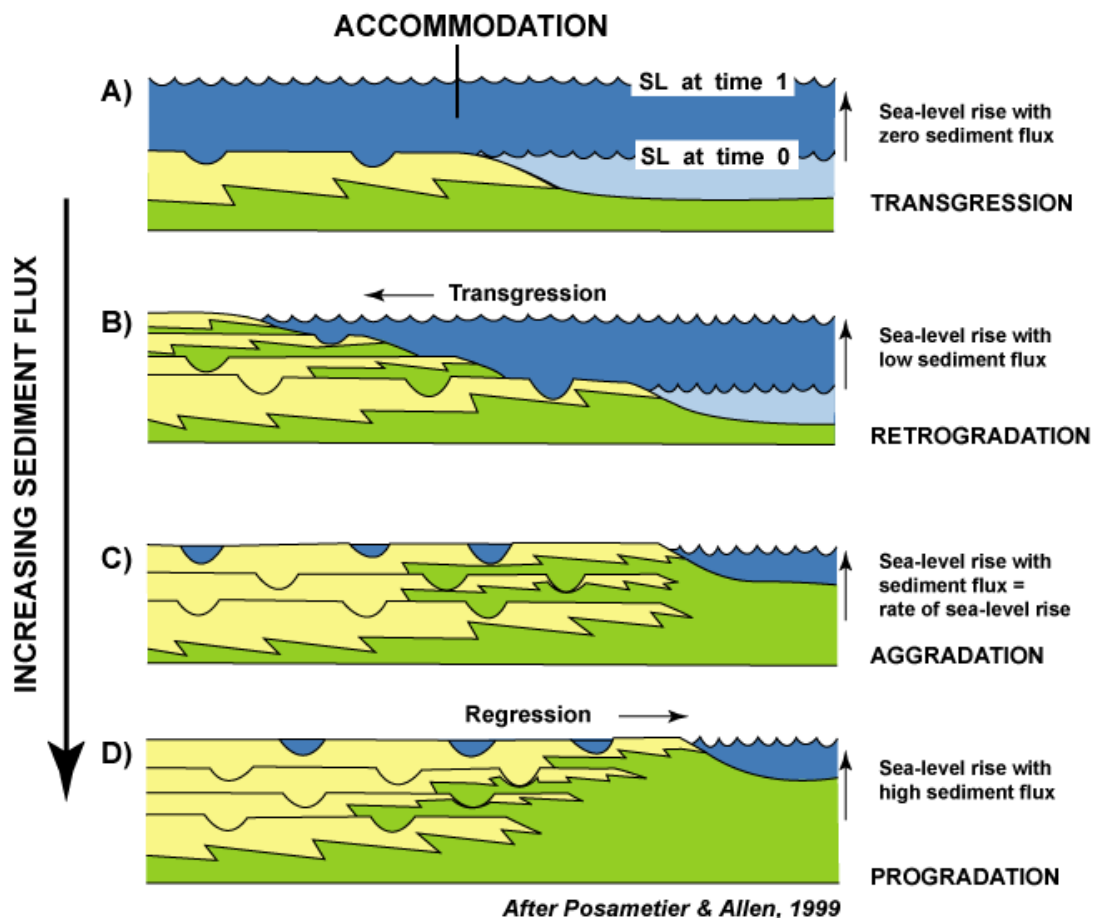 ACCOMMODATION
A)
SL at time 1
Sea-level rise with
zero sediment flux
SL at time 0
TRANSGRESSION
INCREASING SEDIMENT FLUX
Transgression
B)
Sea-level rise with
low sediment flux
RETROGRADATION
C)
Sea-level rise with
sediment flux =
rate of sea-level rise
AGGRADATION
Regression
D)
Sea-level rise with
high sediment flux
PROGRADATION
After Posametier & Allen, 1999